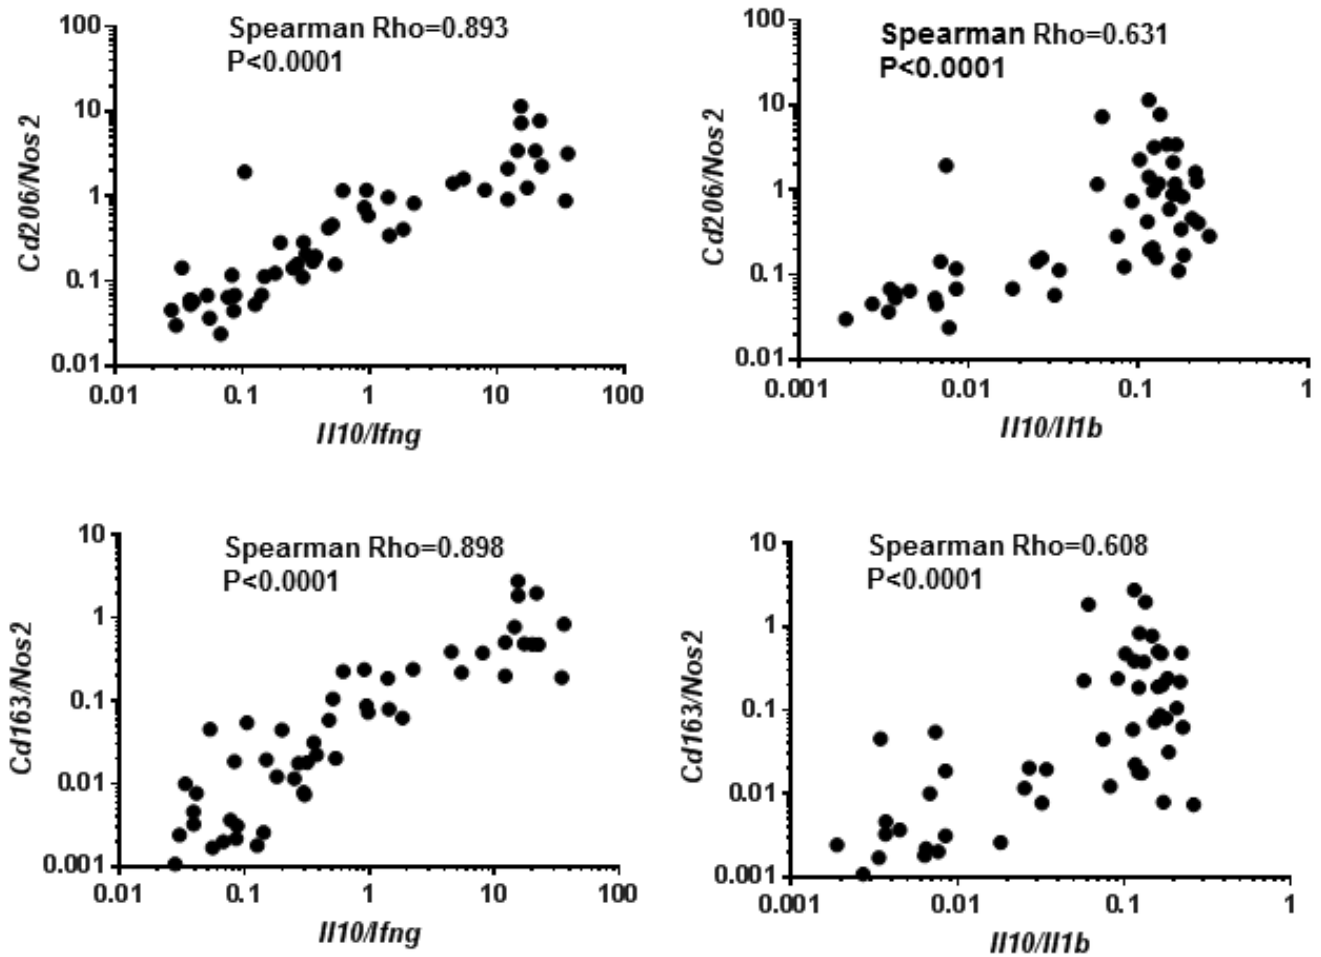 Spearman Rho=0.893
P<0.0001
100
10
1
0.1
0.01
Cd206/Nos2
0.01 0.1 1 10 100
Il10/Ifng
Spearman Rho=0.631
P<0.0001
100
10
1
0.1
0.01
Cd206/Nos2
0.001 0.01 0.1 1
Il10/Il1b
Spearman Rho=0.898
P<0.0001
10
1
0.1
0.01
0.001
Cd163/Nos2
0.01 0.1 1 10 100
Il10/Ifng
Spearman Rho=0.608
P<0.0001
10
1
0.1
0.01
0.001
Cd163/Nos2
0.001 0.01 0.1 1
Il10/Il1b